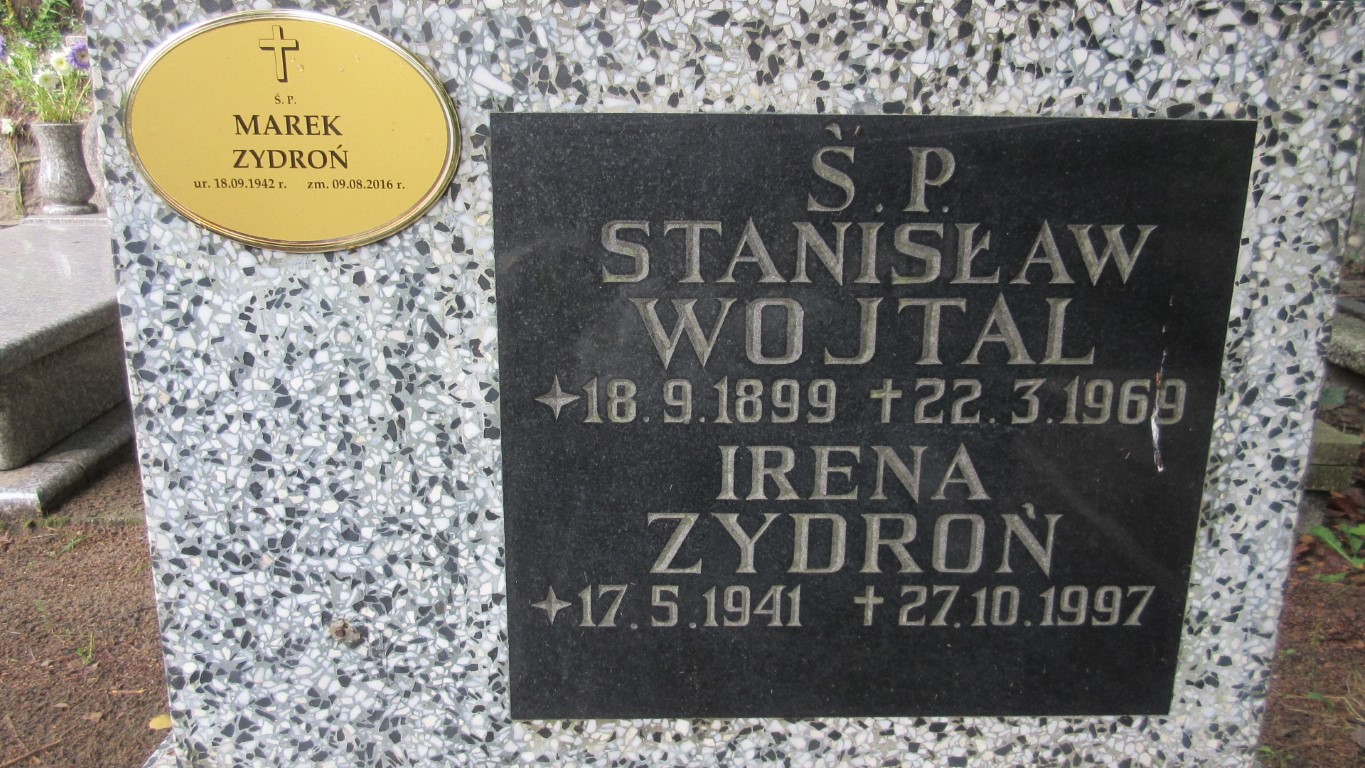 Ś. P.
MAREK
ZYDROŃ
ur. 18.09.1942 r. zm. 09.08.2016 r.
Ś. P.
STANISŁAW
WOJTAL
18.9.1899 22.3.1969
IRENA
ZYDROŃ
17.5.1941 27.10.1997